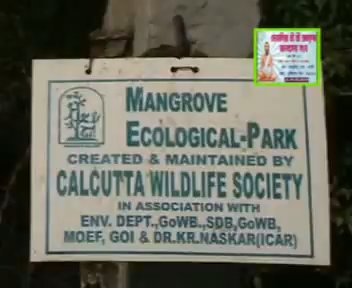 MANGROVE
ECOLOGICAL-PARK
CREATED & MAINTAINED BY
CALCUTTA WILDLIFE SOCIETY
IN ASSOCIATION WITH
ENV. DEPT.,GoWB.,SDB,GoWB,
MOEF, GOI & DR.KR.NASKAR(ICAR)